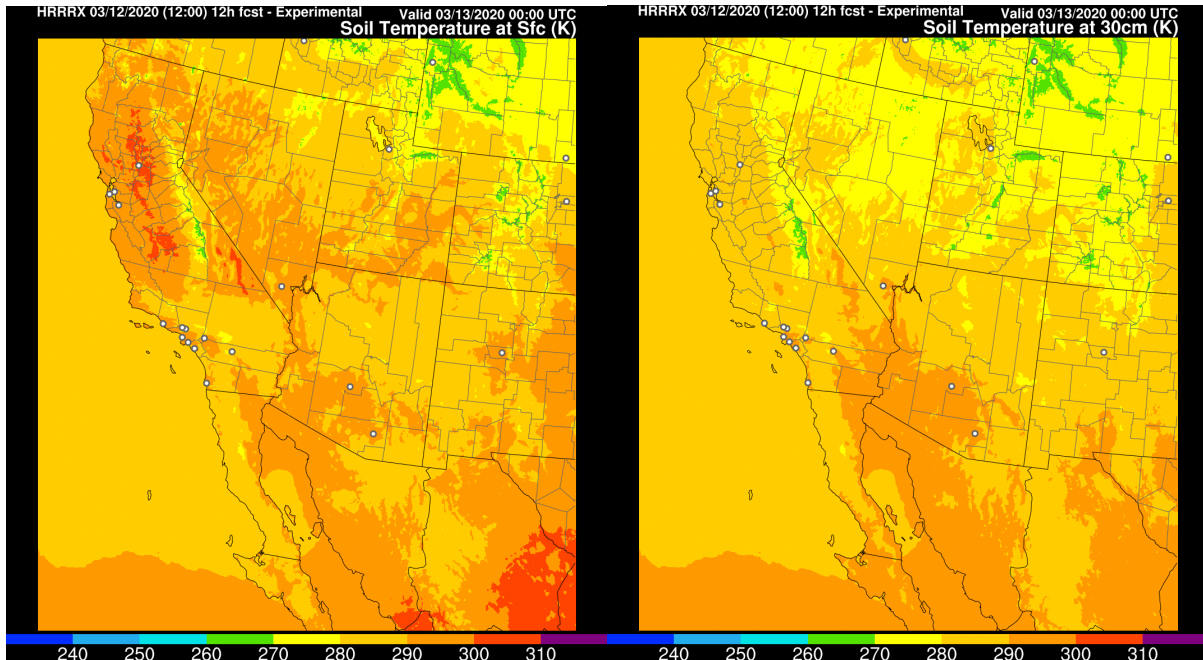 HRRRX 03/12/2020 (12:00) 12h fcst - Experimental Valid 03/13/2020 00:00 UTC
Soil Temperature at Sfc (K)
240 250 260 270 280 290 300 310
HRRRX 03/12/2020 (12:00) 12h fcst - Experimental Valid 03/13/2020 00:00 UTC
Soil Temperature at 30cm (K)
240 250 260 270 280 290 300 310